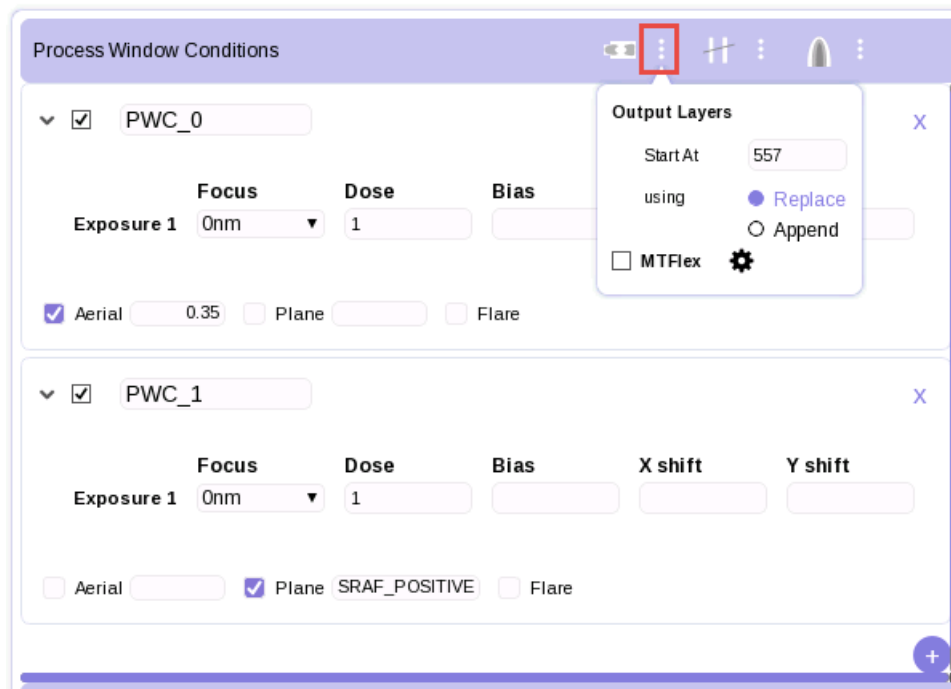 Process Window Conditions
Output Layers
Start At 557
using Replace
Append
MTFlex
PWC_0 X
Focus Dose Bias
Exposure 1 0nm 1
Aerial 0.35 Plane Flare
PWC_1 X
Focus Dose Bias X shift Y shift
Exposure 1 0nm 1
Aerial Plane SRAF_POSITIVE Flare
+